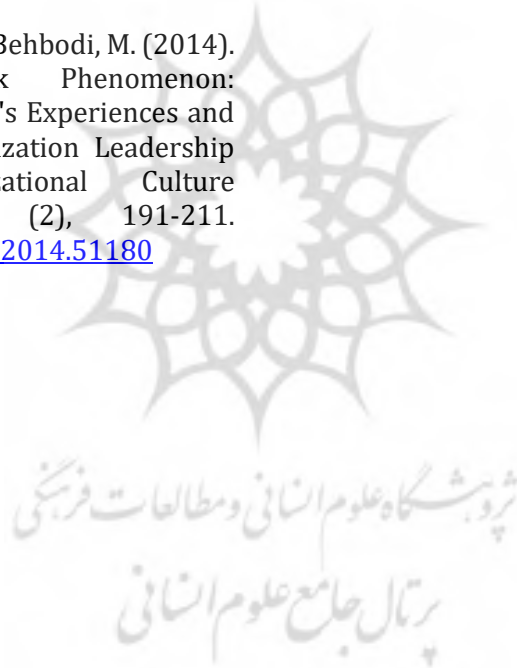 Behbodi, M. (2014).
k Phenomenon:
's Experiences and
ization Leadership
zational Culture
(2), 191-211.
2014.51180
پژوهشگاه علوم انسانی و مطالعات فرهنگی
پرتال جامع علوم انسانی